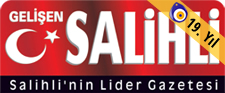 GELİŞEN
SALİHLİ
19. Yıl
Salihli'nin Lider Gazetesi